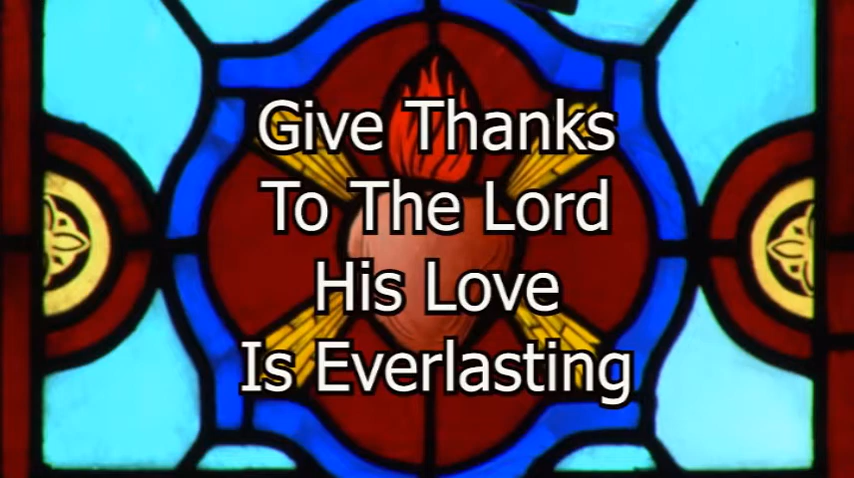 Give Thanks
To The Lord
His Love
Is Everlasting